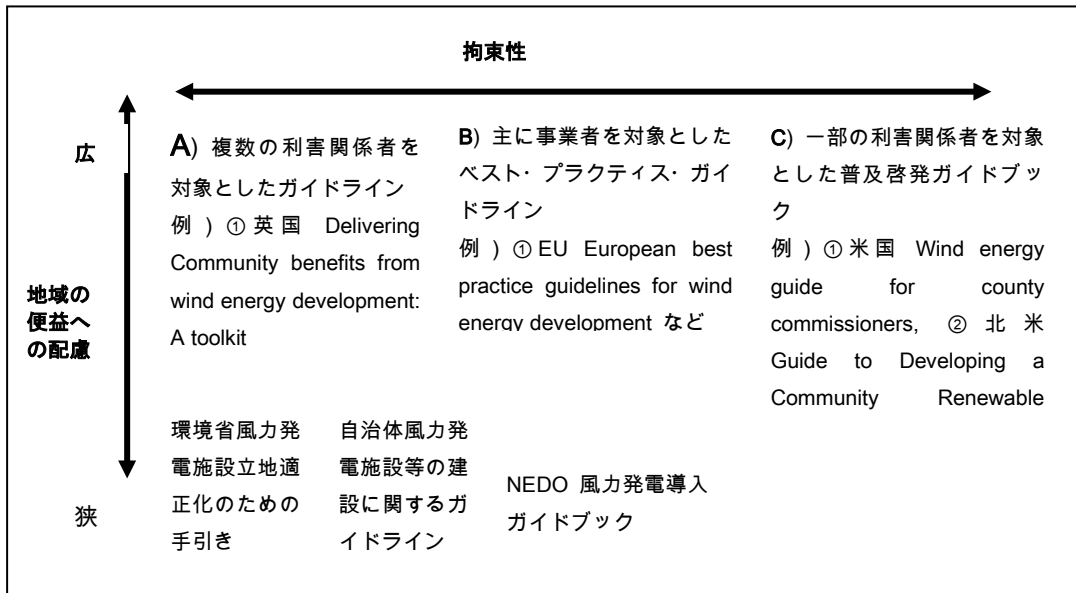 拘束性
広
地域の
便益へ
の配慮
狭
A) 複数の利害関係者を
対象としたガイドライン
例 ) ①英国 Delivering
Community benefits from
wind energy development:
A toolkit
B) 主に事業者を対象とした
ベスト・プラクティス・ガイ
ドライン
例 ) ①EU European best
practice guidelines for wind
energy development など
C) 一部の利害関係者を対象
とした普及啓発ガイドブッ
ク
例 ) ①米国 Wind energy
guide for county
commissioners, ② 北 米
Guide to Developing a
Community Renewable
環境省風力発
電施設立地適
正化のための
手引き
自治体風力発
電施設等の建
設に関するガ
イドライン
NEDO 風力発電導入
ガイドブック